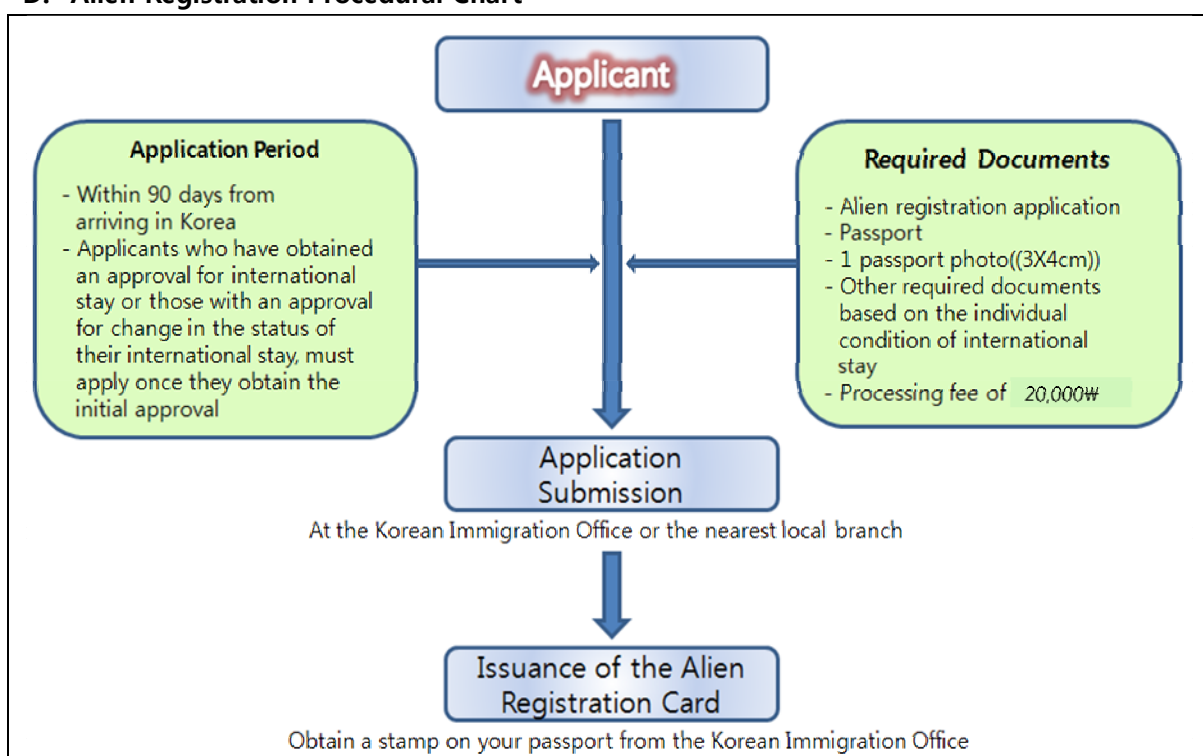 D. Alien Registration Procedural Chart
Applicant
Application Period
- Within 90 days from
arriving in Korea
- Applicants who have obtained
an approval for international
stay or those with an approval
for change in the status of
their international stay, must
apply once they obtain the
initial approval
Required Documents
- Alien registration application
- Passport
- 1 passport photo((3X4cm))
- Other required documents
based on the individual
condition of international
stay
- Processing fee of 20,000₩
Application
Submission
At the Korean Immigration Office or the nearest local branch
Issuance of the Alien
Registration Card
Obtain a stamp on your passport from the Korean Immigration Office